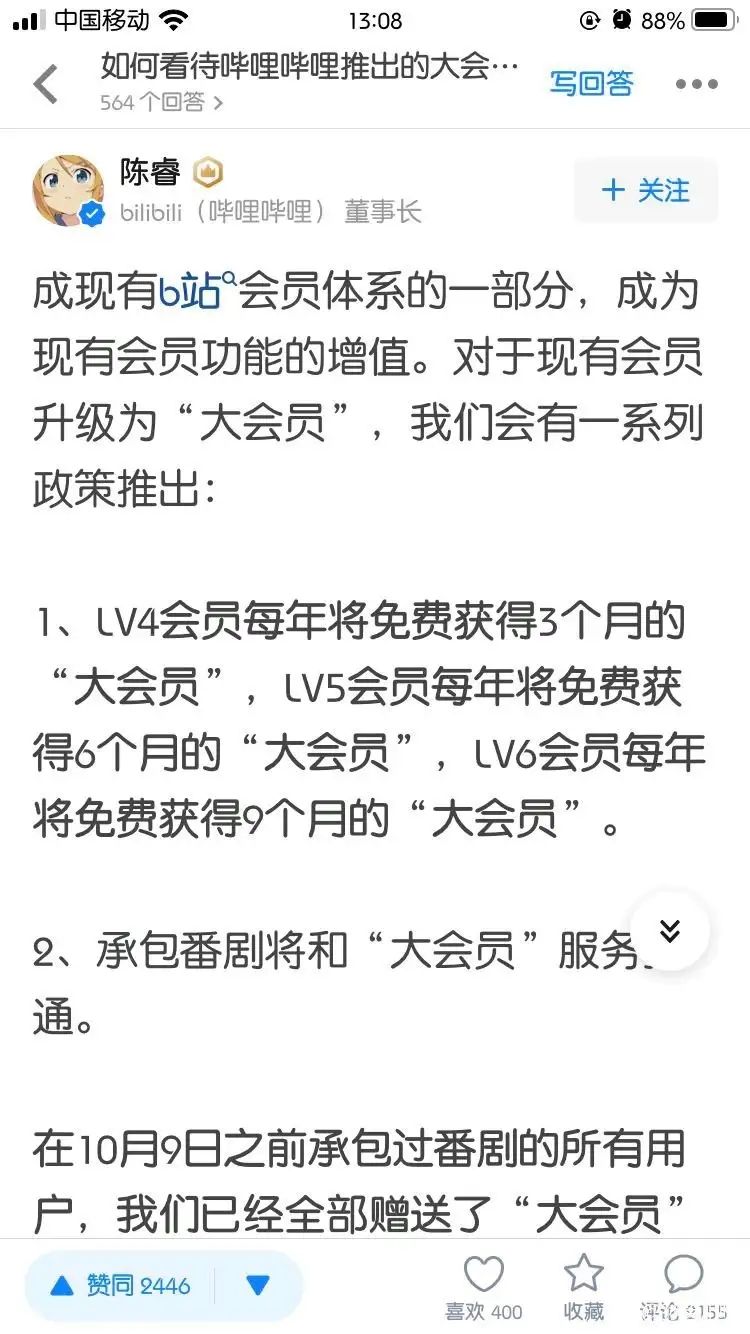 中国移动 13:08 88%
如何看待哔哩哔哩推出的大会…
564 个回答
写回答
陈睿
bilibili（哔哩哔哩） 董事长
+ 关注
成现有b站会员体系的一部分，成为
现有会员功能的增值。对于现有会员
升级为“大会员”，我们会有一系列
政策推出：
1、LV4会员每年将免费获得3个月的
“大会员”，LV5会员每年将免费获
得6个月的“大会员”，LV6会员每年
将免费获得9个月的“大会员”。
2、承包番剧将和“大会员”服务
通。
在10月9日之前承包过番剧的所有用
户，我们已经全部赠送了“大会员”
赞同 2446
喜欢 400
收藏
评论